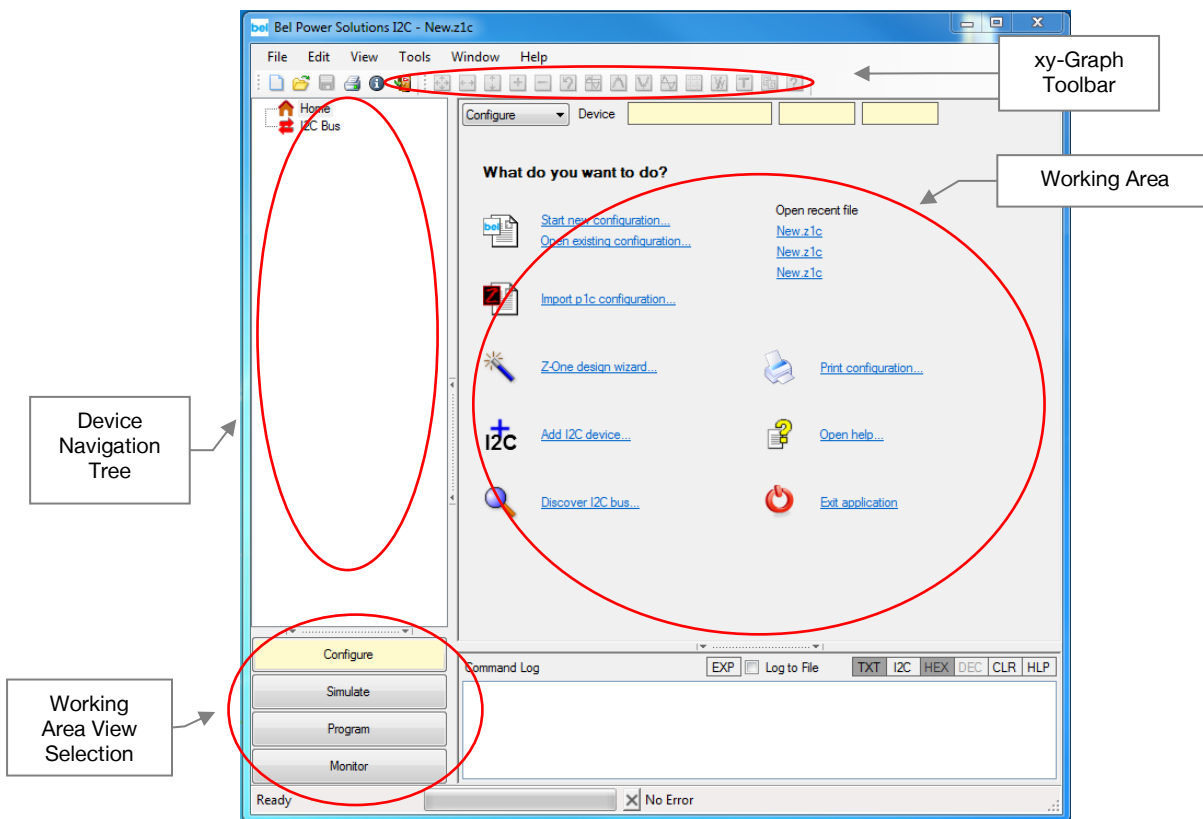 bel Bel Power Solutions I2C - New.z1c
File Edit View Tools Window Help
xy-Graph
Toolbar
Home
I2C Bus
Configure Device
What do you want to do?
Working Area
Start new configuration...
Open existing configuration...
Open recent file
New.z1c
New.z1c
New.z1c
bel
Z
Import p1c configuration...
Z-One design wizard...
Print configuration...
Device
Navigation
Tree
I2C
Add I2C device...
Open help...
Discover I2C bus...
Exit application
Configure
Simulate
Program
Monitor
Working
Area View
Selection
Command Log EXP Log to File TXT I2C HEX DEC CLR HLP
Ready No Error